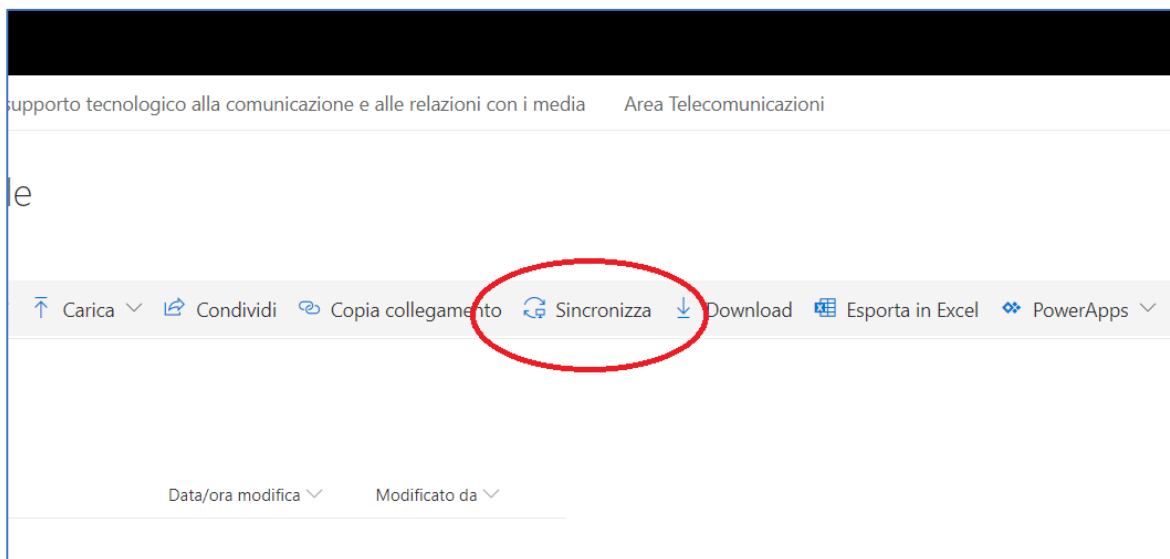 supporto tecnologico alla comunicazione e alle relazioni con i media Area Telecomunicazioni
le
Carica Condividi Copia collegamento Sincronizza Download Esporta in Excel PowerApps
Data/ora modifica Modificato da